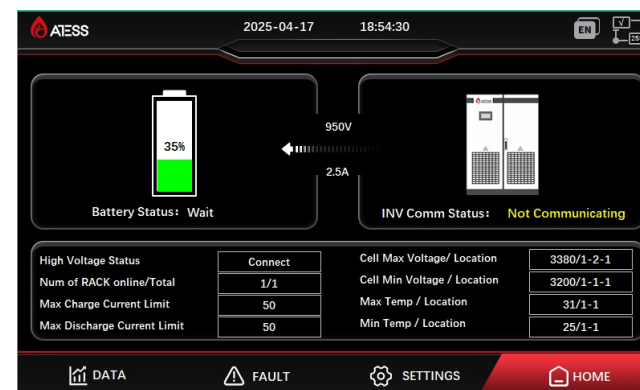 ATESS
2025-04-17
18:54:30
EN
35%
950V
2.5A
ATESS
Battery Status: Wait
INV Comm Status: Not Communicating
High Voltage Status Connect
Num of RACK online/Total 1/1
Max Charge Current Limit 50
Max Discharge Current Limit 50
Cell Max Voltage/ Location 3380/1-2-1
Cell Min Voltage / Location 3200/1-1-1
Max Temp / Location 31/1-1
Min Temp / Location 25/1-1
DATA
FAULT
SETTINGS
HOME